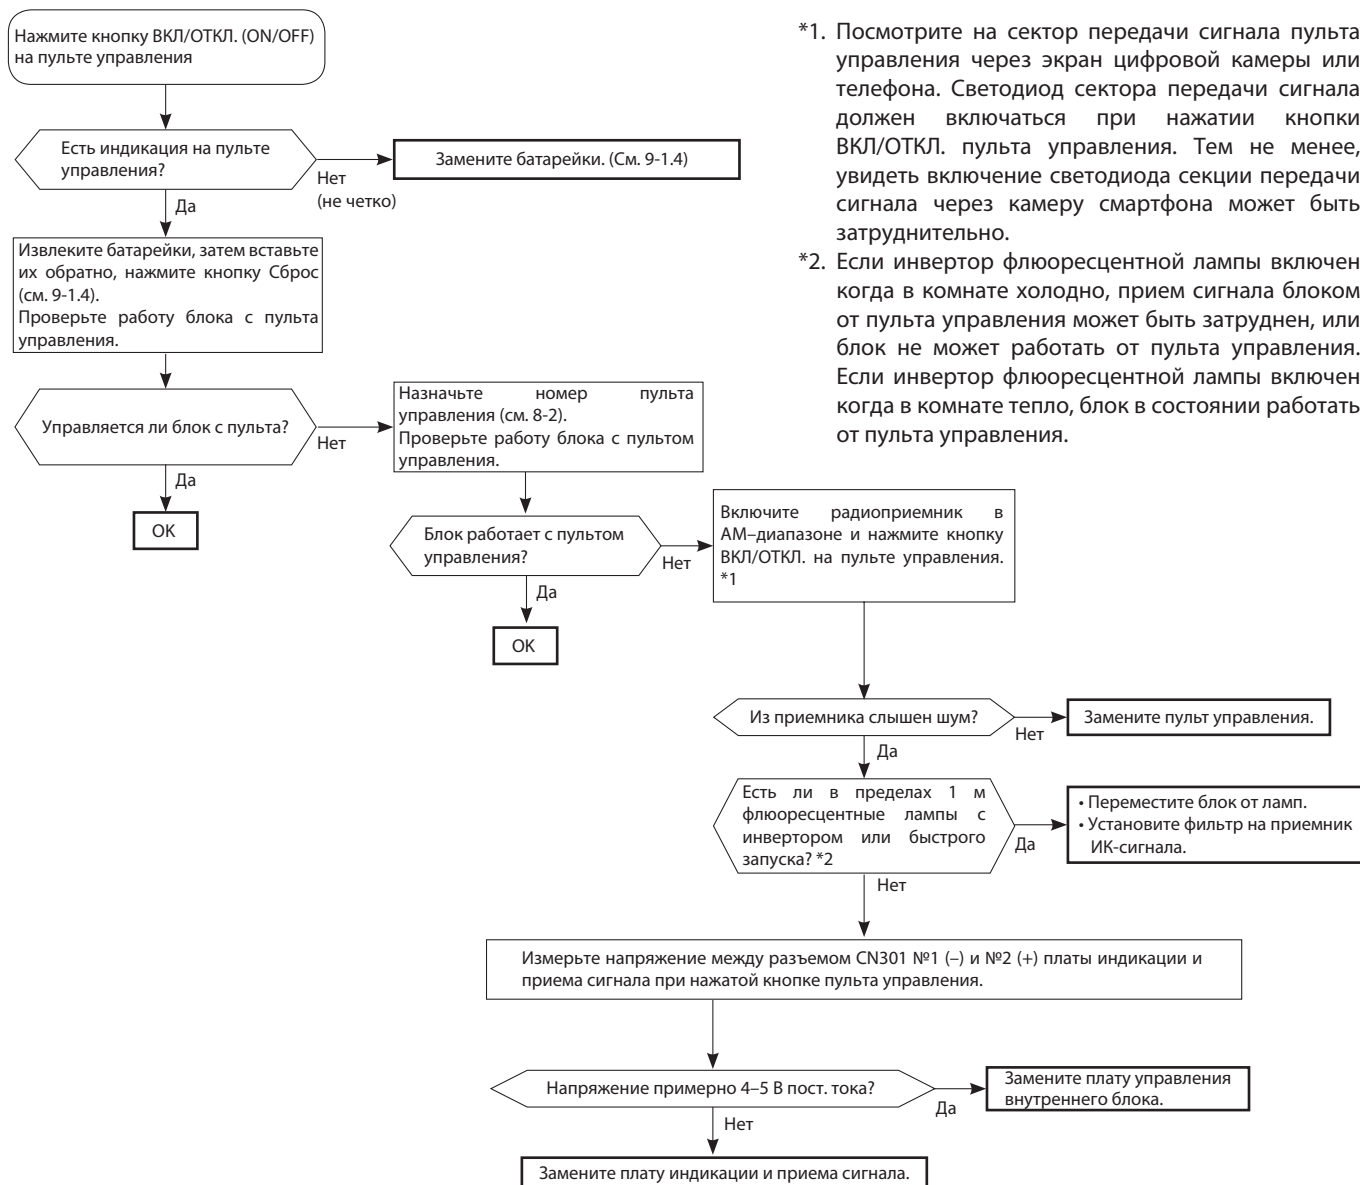 Нажмите кнопку ВКЛ/ОТКЛ. (ON/OFF)
на пульте управления
Есть индикация на пульте
управления?
Нет
(не четко)
Замените батарейки. (См. 9-1.4)
Да
Извлеките батарейки, затем вставьте
их обратно, нажмите кнопку Сброс
(см. 9-1.4).
Проверьте работу блока с пульта
управления.
Управляется ли блок с пульта?
Нет
Да
OK
Назначьте номер пульта
управления (см. 8-2).
Проверьте работу блока с пультом
управления.
Блок работает с пультом
управления?
Нет
Да
OK
Включите радиоприемник в
АМ–диапазоне и нажмите кнопку
ВКЛ/ОТКЛ. на пульте управления.
*1
Из приемника слышен шум?
Нет
Замените пульт управления.
Да
Есть ли в пределах 1 м
флюоресцентные лампы с
инвертором или быстрого
запуска? *2
Да
• Переместите блок от ламп.
• Установите фильтр на приемник
ИК-сигнала.
Нет
Измерьте напряжение между разъемом CN301 №1 (–) и №2 (+) платы индикации и
приема сигнала при нажатой кнопке пульта управления.
Напряжение примерно 4–5 В пост. тока?
Да
Замените плату управления
внутреннего блока.
Нет
Замените плату индикации и приема сигнала.
*1. Посмотрите на сектор передачи сигнала пульта
управления через экран цифровой камеры или
телефона. Светодиод сектора передачи сигнала
должен включаться при нажатии кнопки
ВКЛ/ОТКЛ. пульта управления. Тем не менее,
увидеть включение светодиода секции передачи
сигнала через камеру смартфона может быть
затруднительно.
*2. Если инвертор флюоресцентной лампы включен
когда в комнате холодно, прием сигнала блоком
от пульта управления может быть затруднен, или
блок не может работать от пульта управления.
Если инвертор флюоресцентной лампы включен
когда в комнате тепло, блок в состоянии работать
от пульта управления.